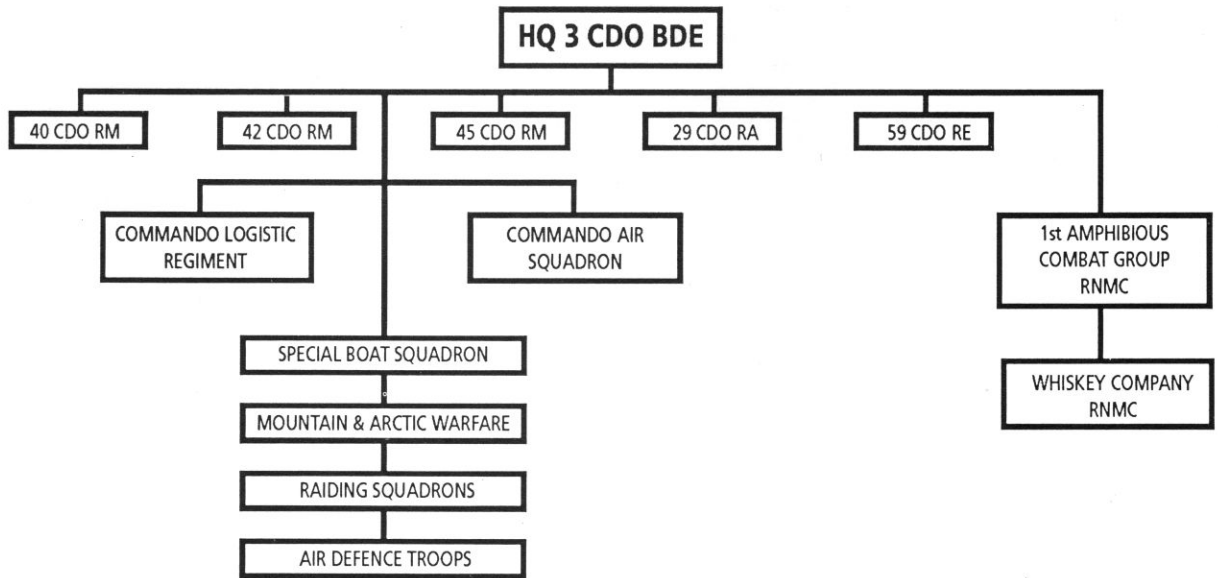 HQ 3 CDO BDE
40 CDO RM
42 CDO RM
45 CDO RM
29 CDO RA
59 CDO RE
COMMANDO LOGISTIC
REGIMENT
COMMANDO AIR
SQUADRON
1st AMPHIBIOUS
COMBAT GROUP
RNMC
SPECIAL BOAT SQUADRON
WHISKEY COMPANY
RNMC
MOUNTAIN & ARCTIC WARFARE
RAIDING SQUADRONS
AIR DEFENCE TROOPS